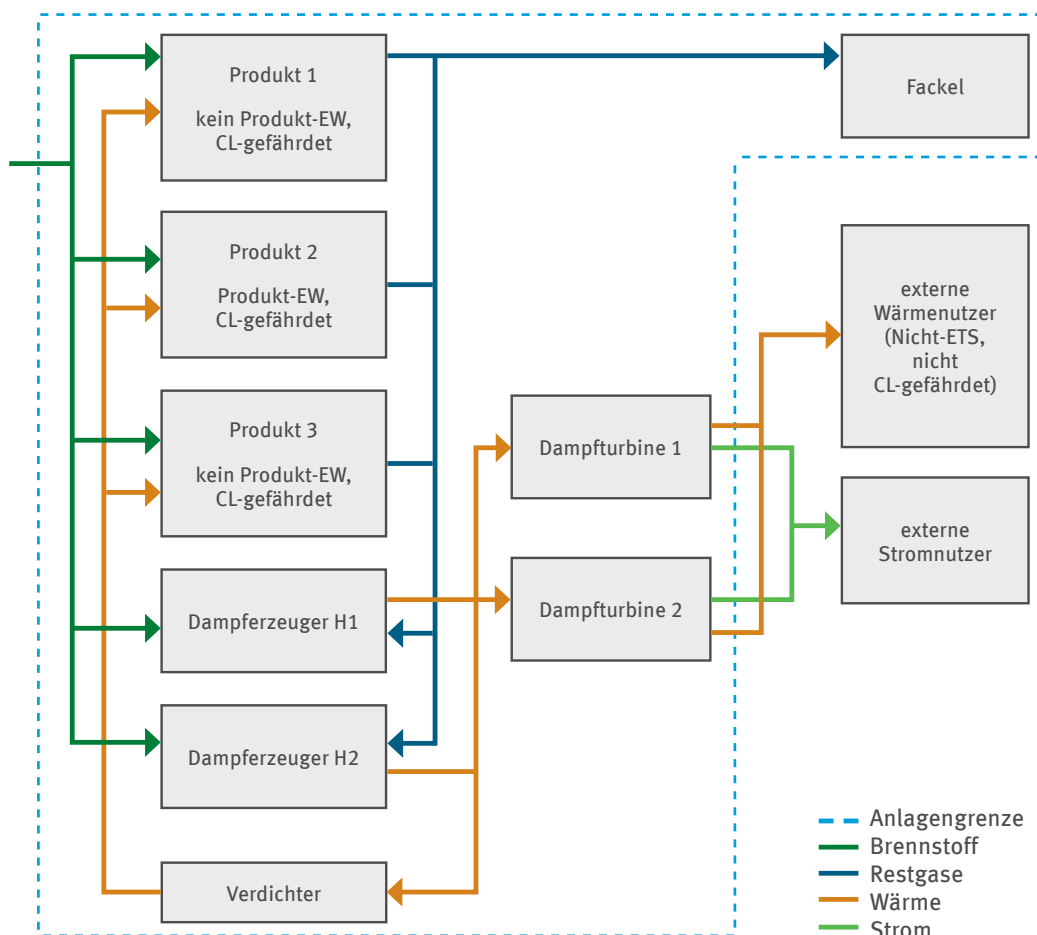 Produkt 1
kein Produkt-EW,
CL-gefährdet
Fackel
Produkt 2
Produkt-EW,
CL-gefährdet
externe
Wärmenutzer
(Nicht-ETS,
nicht
CL-gefährdet)
Produkt 3
kein Produkt-EW,
CL-gefährdet
Dampfturbine 1
externe
Stromnutzer
Dampferzeuger H1
Dampfturbine 2
Dampferzeuger H2
Verdichter
Anlagengrenze
Brennstoff
Restgase
Wärme
Strom